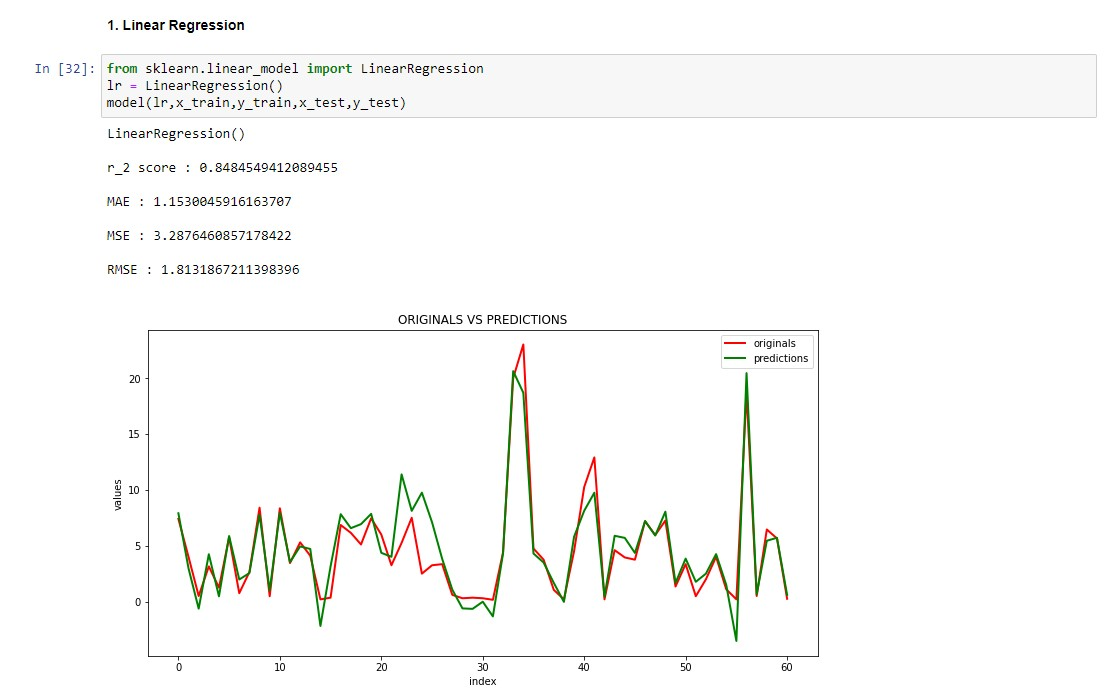 1. Linear Regression
In [32]: from sklearn.linear_model import LinearRegression
lr = LinearRegression()
model(lr,x_train,y_train,x_test,y_test)
LinearRegression()
r_2 score : 0.8484549412089455
MAE : 1.1530045916163707
MSE : 3.2876460857178422
RMSE : 1.8131867211398396
ORIGINALS VS PREDICTIONS
originals
predictions
20
15
10
5
0
values
0 10 20 30 40 50 60
index